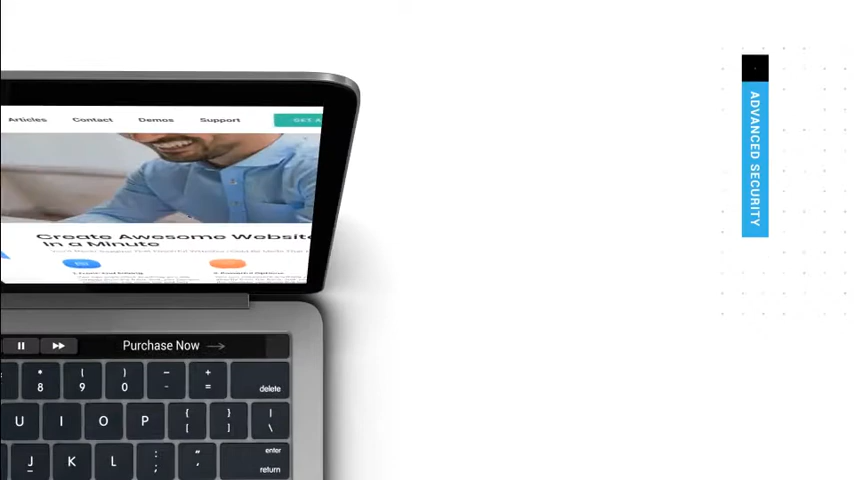 Articles Contact Demos Support GET A
Create Awesome Website
In a Minute
Purchase Now →
* ( ) _ +
8 9 0 - = delete
U I O P { [ } ] | \
J K L : ; " ' enter return
ADVANCED SECURITY